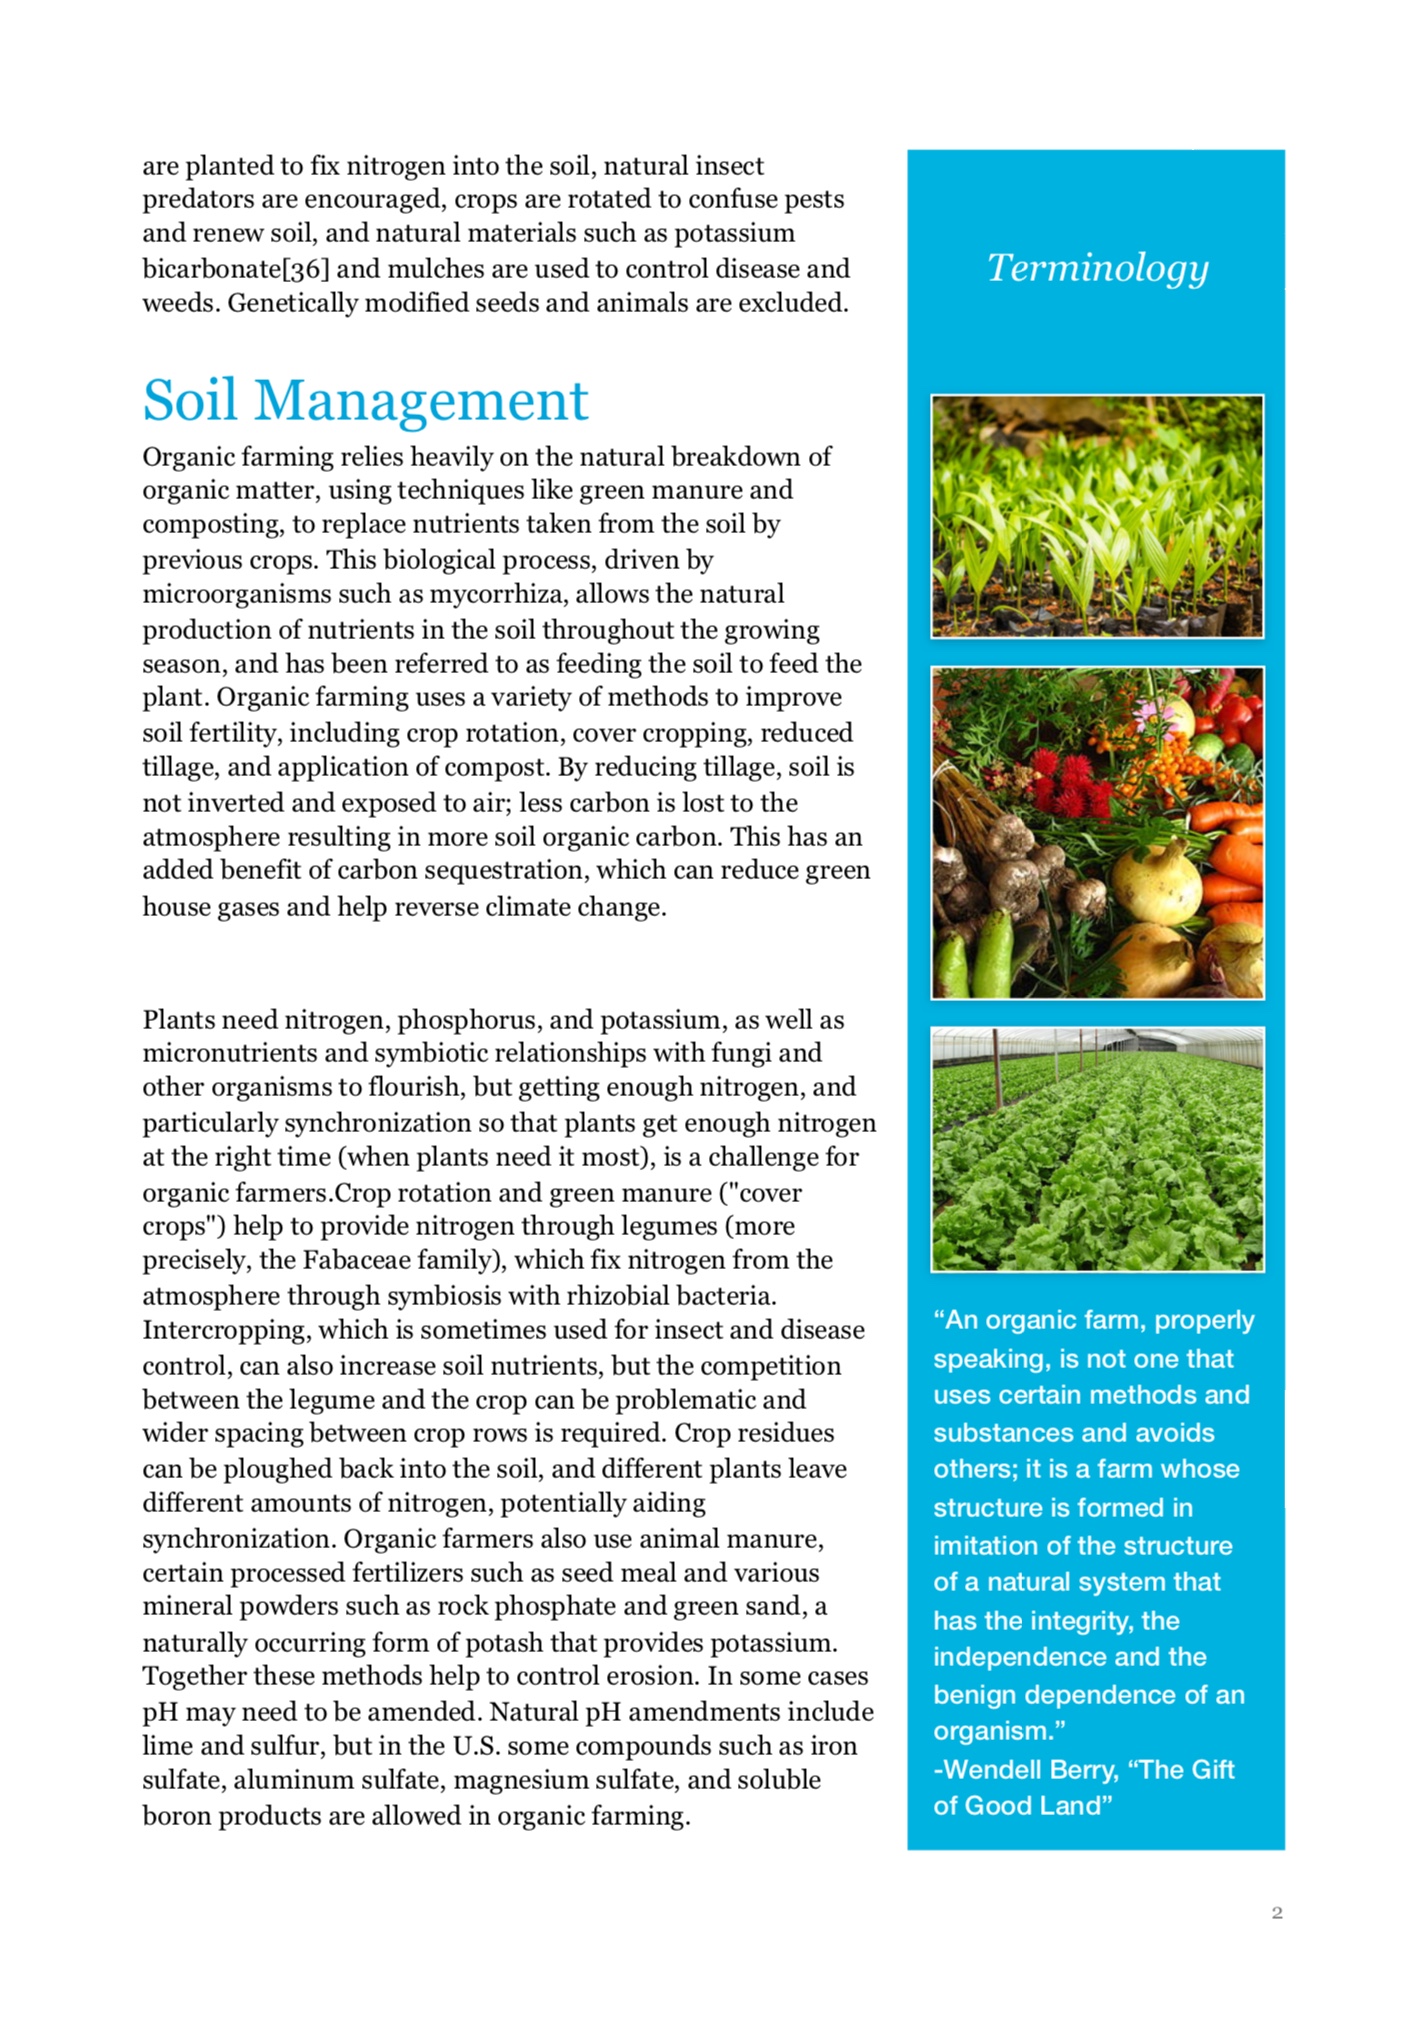 are planted to fix nitrogen into the soil, natural insect
predators are encouraged, crops are rotated to confuse pests
and renew soil, and natural materials such as potassium
bicarbonate[36] and mulches are used to control disease and
weeds. Genetically modified seeds and animals are excluded.
Soil Management
Organic farming relies heavily on the natural breakdown of
organic matter, using techniques like green manure and
composting, to replace nutrients taken from the soil by
previous crops. This biological process, driven by
microorganisms such as mycorrhiza, allows the natural
production of nutrients in the soil throughout the growing
season, and has been referred to as feeding the soil to feed the
plant. Organic farming uses a variety of methods to improve
soil fertility, including crop rotation, cover cropping, reduced
tillage, and application of compost. By reducing tillage, soil is
not inverted and exposed to air; less carbon is lost to the
atmosphere resulting in more soil organic carbon. This has an
added benefit of carbon sequestration, which can reduce green
house gases and help reverse climate change.
Plants need nitrogen, phosphorus, and potassium, as well as
micronutrients and symbiotic relationships with fungi and
other organisms to flourish, but getting enough nitrogen, and
particularly synchronization so that plants get enough nitrogen
at the right time (when plants need it most), is a challenge for
organic farmers.Crop rotation and green manure ("cover
crops") help to provide nitrogen through legumes (more
precisely, the Fabaceae family), which fix nitrogen from the
atmosphere through symbiosis with rhizobial bacteria.
Intercropping, which is sometimes used for insect and disease
control, can also increase soil nutrients, but the competition
between the legume and the crop can be problematic and
wider spacing between crop rows is required. Crop residues
can be ploughed back into the soil, and different plants leave
different amounts of nitrogen, potentially aiding
synchronization. Organic farmers also use animal manure,
certain processed fertilizers such as seed meal and various
mineral powders such as rock phosphate and green sand, a
naturally occurring form of potash that provides potassium.
Together these methods help to control erosion. In some cases
pH may need to be amended. Natural pH amendments include
lime and sulfur, but in the U.S. some compounds such as iron
sulfate, aluminum sulfate, magnesium sulfate, and soluble
boron products are allowed in organic farming.
Terminology
“An organic farm, properly
speaking, is not one that
uses certain methods and
substances and avoids
others; it is a farm whose
structure is formed in
imitation of the structure
of a natural system that
has the integrity, the
independence and the
benign dependence of an
organism.”
-Wendell Berry, “The Gift
of Good Land”
2